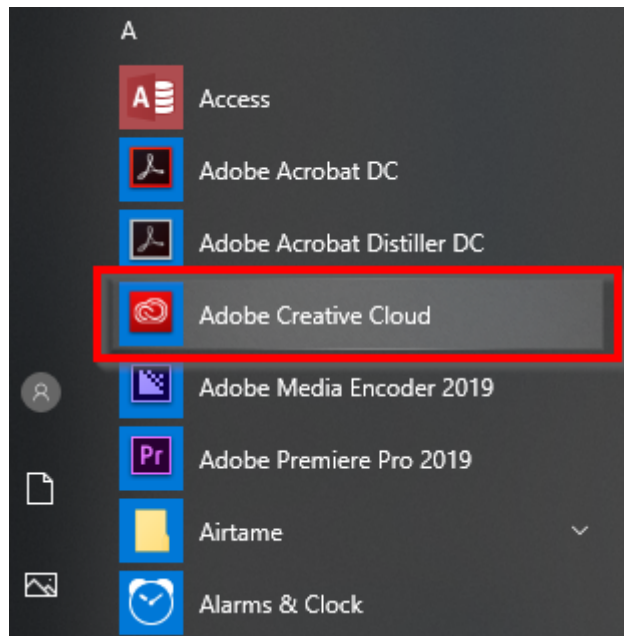 A
Access
Adobe Acrobat DC
Adobe Acrobat Distiller DC
Adobe Creative Cloud
Adobe Media Encoder 2019
Pr
Adobe Premiere Pro 2019
Airtame
Alarms & Clock